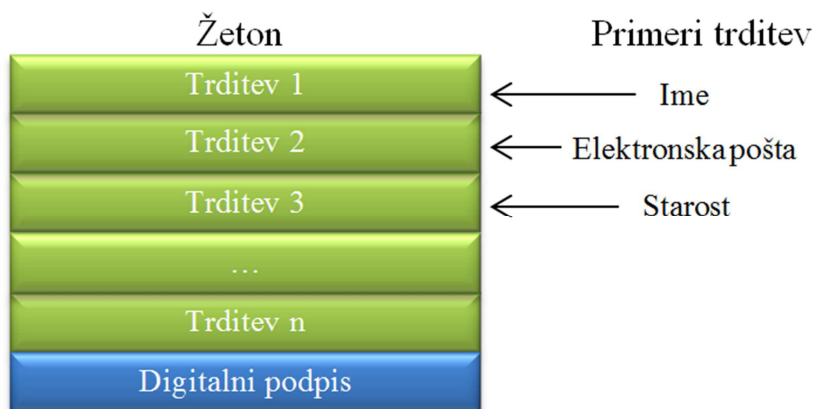 Žeton
Primeri trditev
Trditev 1
Ime
Trditev 2
Elektronska pošta
Trditev 3
Starost
...
Trditev n
Digitalni podpis